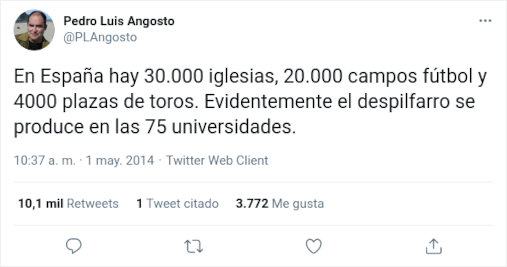 Pedro Luis Angosto
@PLAngosto
En España hay 30.000 iglesias, 20.000 campos fútbol y
4000 plazas de toros. Evidentemente el despilfarro se
produce en las 75 universidades.
10:37 a. m. · 1 may. 2014 · Twitter Web Client
10,1 mil Retweets 1 Tweet citado 3.772 Me gusta